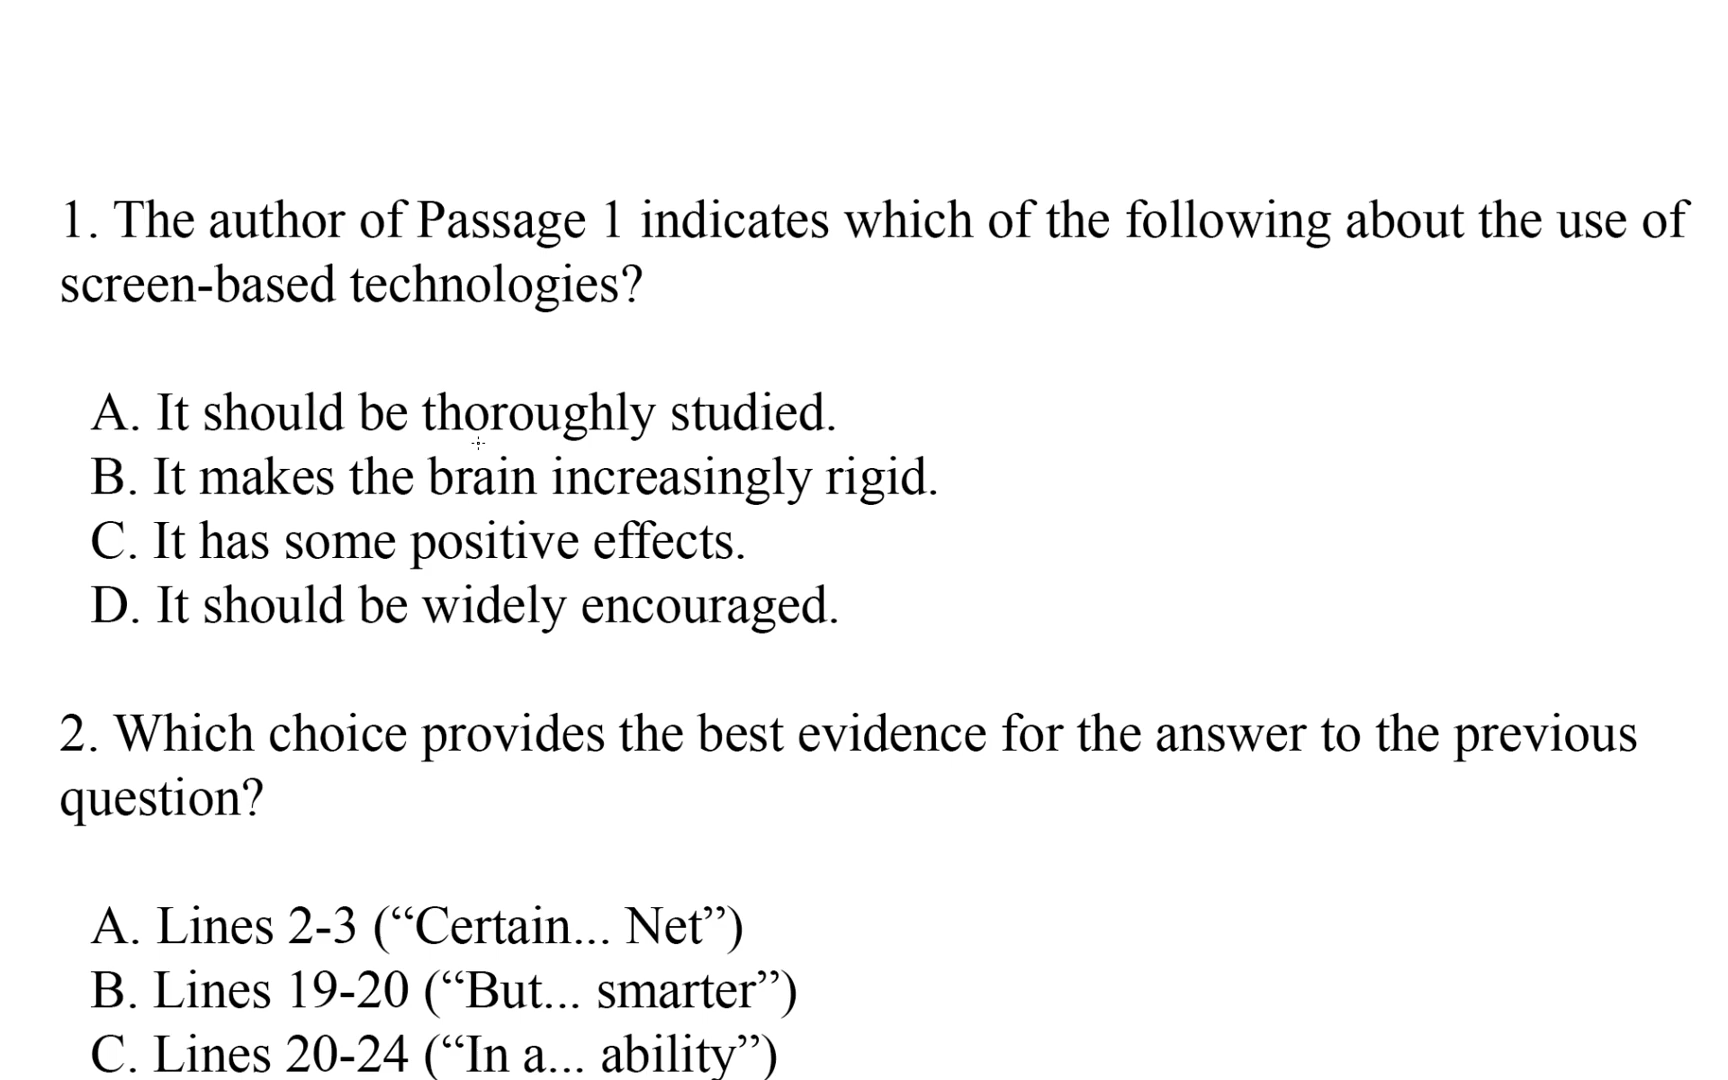 1. The author of Passage 1 indicates which of the following about the use of
screen-based technologies?
A. It should be thoroughly studied.
B. It makes the brain increasingly rigid.
C. It has some positive effects.
D. It should be widely encouraged.
2. Which choice provides the best evidence for the answer to the previous
question?
A. Lines 2-3 (“Certain... Net”)
B. Lines 19-20 (“But... smarter”)
C. Lines 20-24 (“In a... ability”)